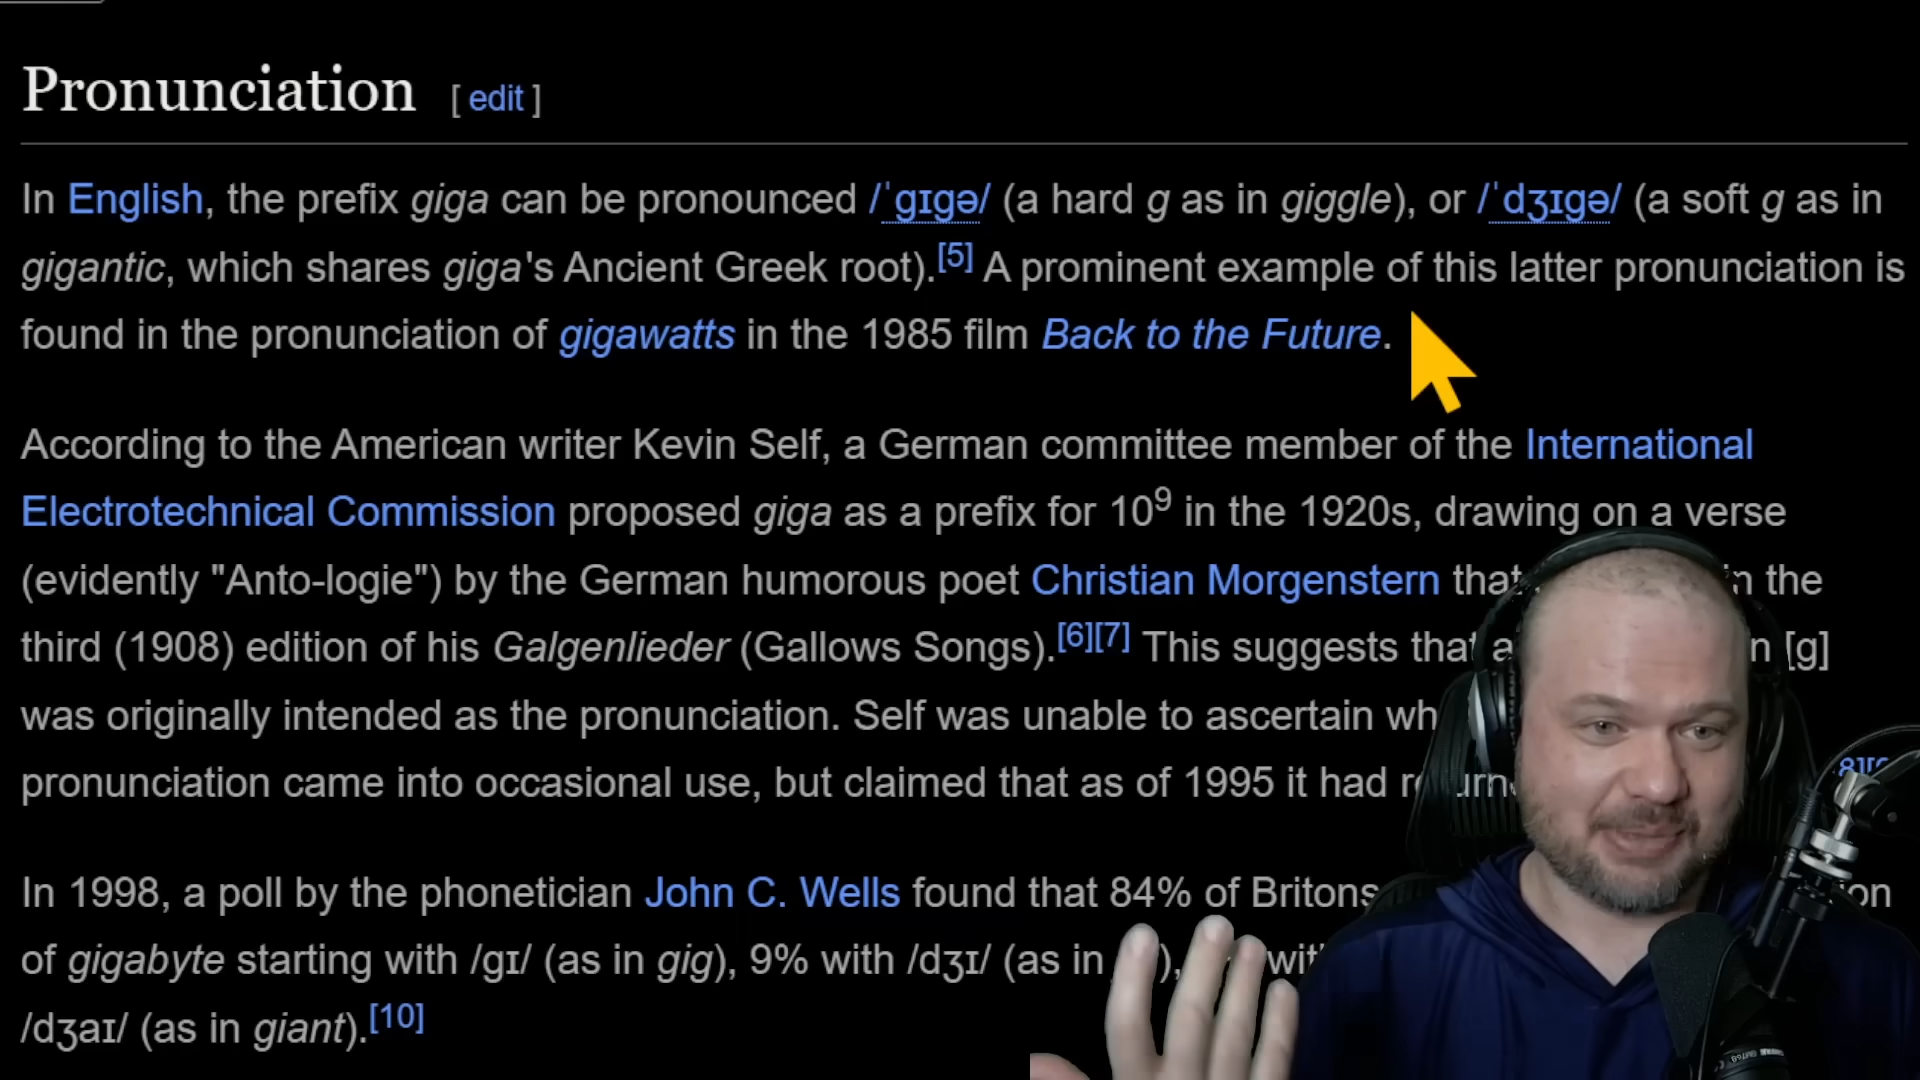 Pronunciation [ edit ]
In English, the prefix giga can be pronounced /ˈɡɪɡə/ (a hard g as in giggle), or /ˈdʒɪɡə/ (a soft g as in
gigantic, which shares giga's Ancient Greek root).[5] A prominent example of this latter pronunciation is
found in the pronunciation of gigawatts in the 1985 film Back to the Future.
According to the American writer Kevin Self, a German committee member of the International
Electrotechnical Commission proposed giga as a prefix for 10⁹ in the 1920s, drawing on a verse
(evidently "Anto-logie") by the German humorous poet Christian Morgenstern that in the
third (1908) edition of his Galgenlieder (Gallows Songs).[6][7] This suggests that a [g]
was originally intended as the pronunciation. Self was unable to ascertain
pronunciation came into occasional use, but claimed that as of 1995 it had
In 1998, a poll by the phonetician John C. Wells found that 84% of Britons
of gigabyte starting with /ɡɪ/ (as in gig), 9% with /dʒɪ/ (as in
/dʒaɪ/ (as in giant).[10]